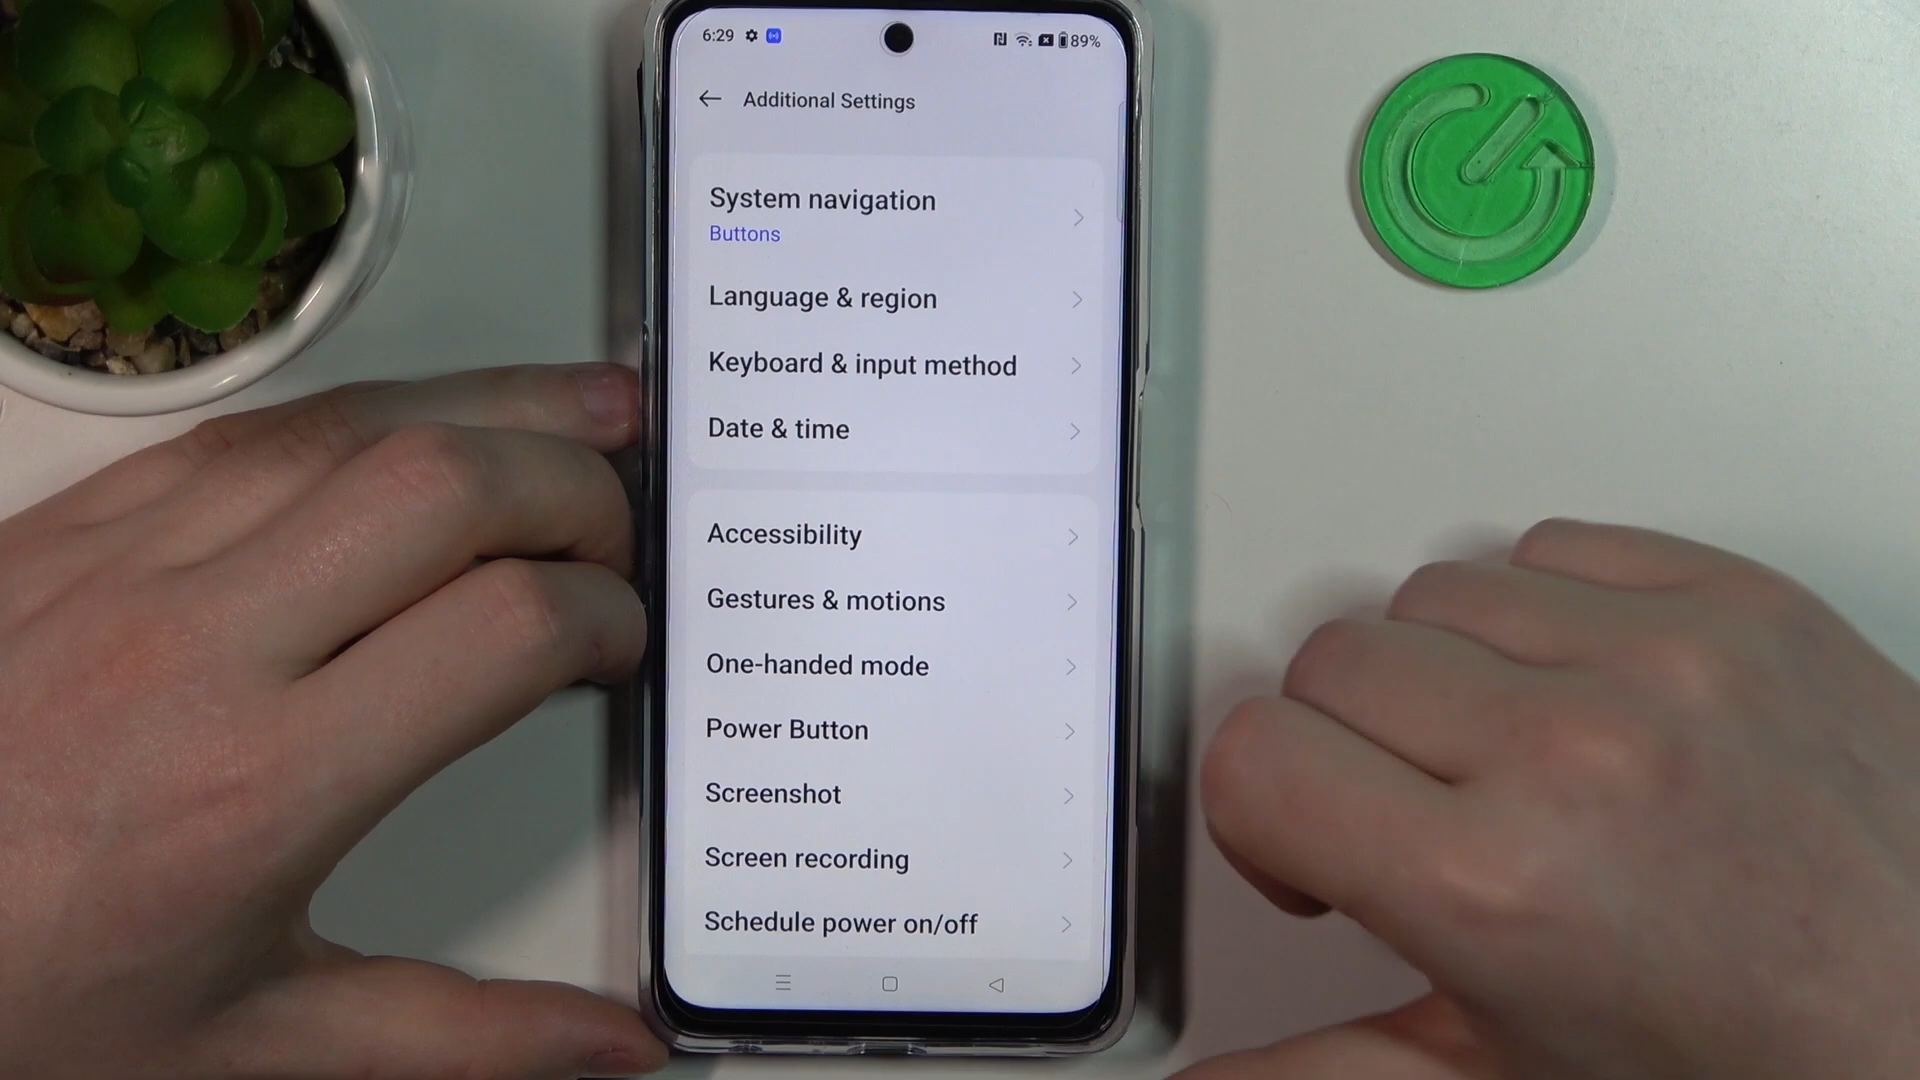 6:29 89%
Additional Settings
System navigation
Buttons
Language & region
Keyboard & input method
Date & time
Accessibility
Gestures & motions
One-handed mode
Power Button
Screenshot
Screen recording
Schedule power on/off